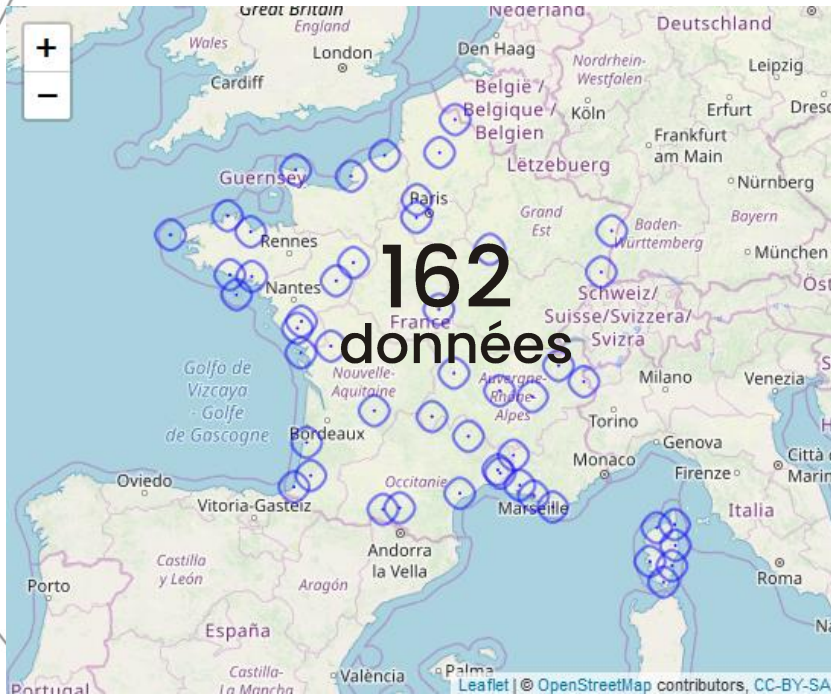 Great Britain
Nederland
England
Deutschland
+
Wales
London
Den Haag
Nordrhein-
Westfalen
Leipzig
Cardiff
−
België /
Belgique /
Belgien
Köln
Erfurt
Frankfurt
am Main
Guernsey
Lëtzebuerg
Nürnberg
Paris
Grand
Est
Baden-
Württemberg
Bayern
Rennes
München
162
Nantes
Schweiz/
Suisse/Svizzera/
Svizra
France
données
Golfo de
Vizcaya
- Golfe
de Gascogne
Nouvelle-
Aquitaine
Auvergne-
Rhône-
Alpes
Milano
Venezia
Torino
Bordeaux
Genova
Monaco
Firenze
Oviedo
Occitanie
Vitoria-Gasteiz
Marseille
Italia
Andorra
la Vella
Castilla
y León
Aragón
Porto
Roma
España
Castilla-
La Mancha
València
Palma
Portugal
Leaflet | © OpenStreetMap contributors, CC-BY-SA